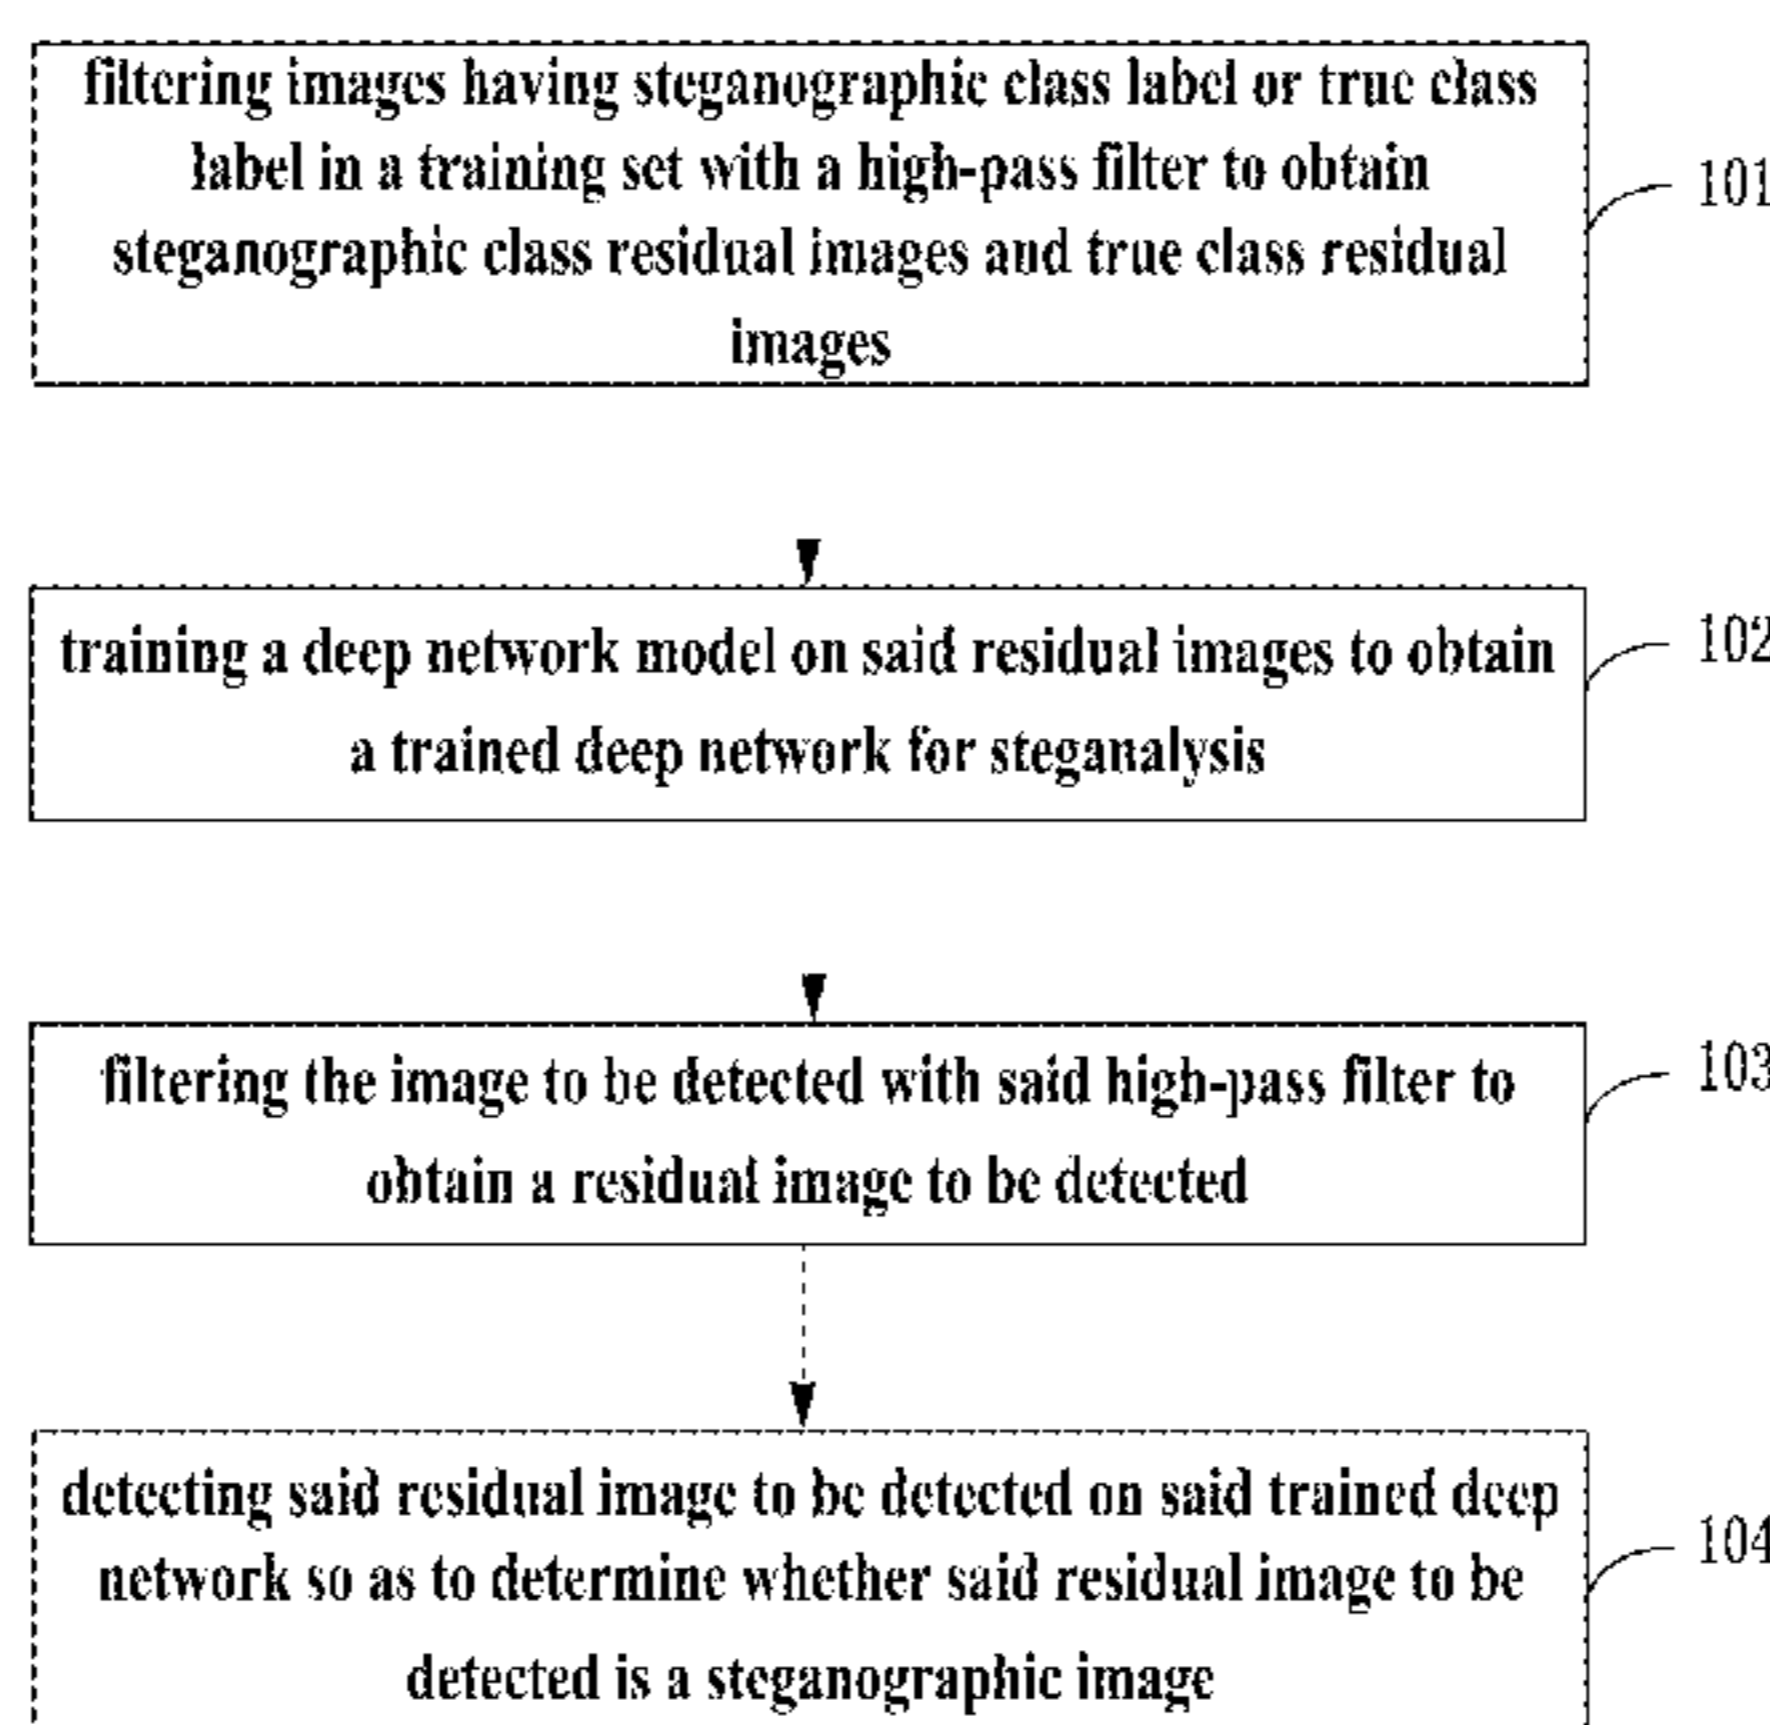 filtering images having steganographic class label or true class
label in a training set with a high-pass filter to obtain
steganographic class residual images and true class residual
images
101
training a deep network model on said residual images to obtain
a trained deep network for steganalysis
102
filtering the image to be detected with said high-pass filter to
obtain a residual image to be detected
103
detecting said residual image to be detected on said trained deep
network so as to determine whether said residual image to be
detected is a steganographic image
104